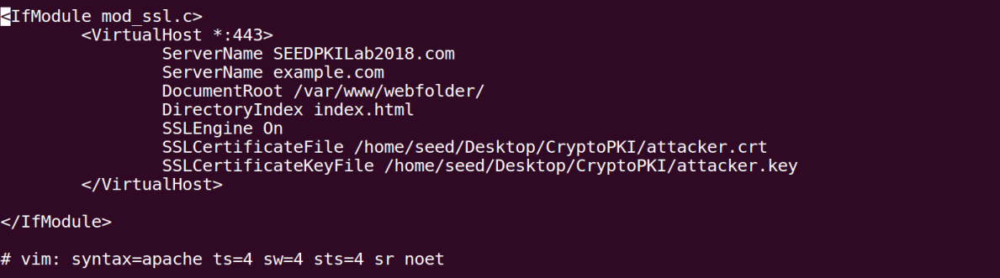 <IfModule mod_ssl.c>
<VirtualHost *:443>
ServerName SEEDPKILab2018.com
ServerName example.com
DocumentRoot /var/www/webfolder/
DirectoryIndex index.html
SSLEngine On
SSLCertificateFile /home/seed/Desktop/CryptoPKI/attacker.crt
SSLCertificateKeyFile /home/seed/Desktop/CryptoPKI/attacker.key
</VirtualHost>
</IfModule>
# vim: syntax=apache ts=4 sw=4 sts=4 sr noet